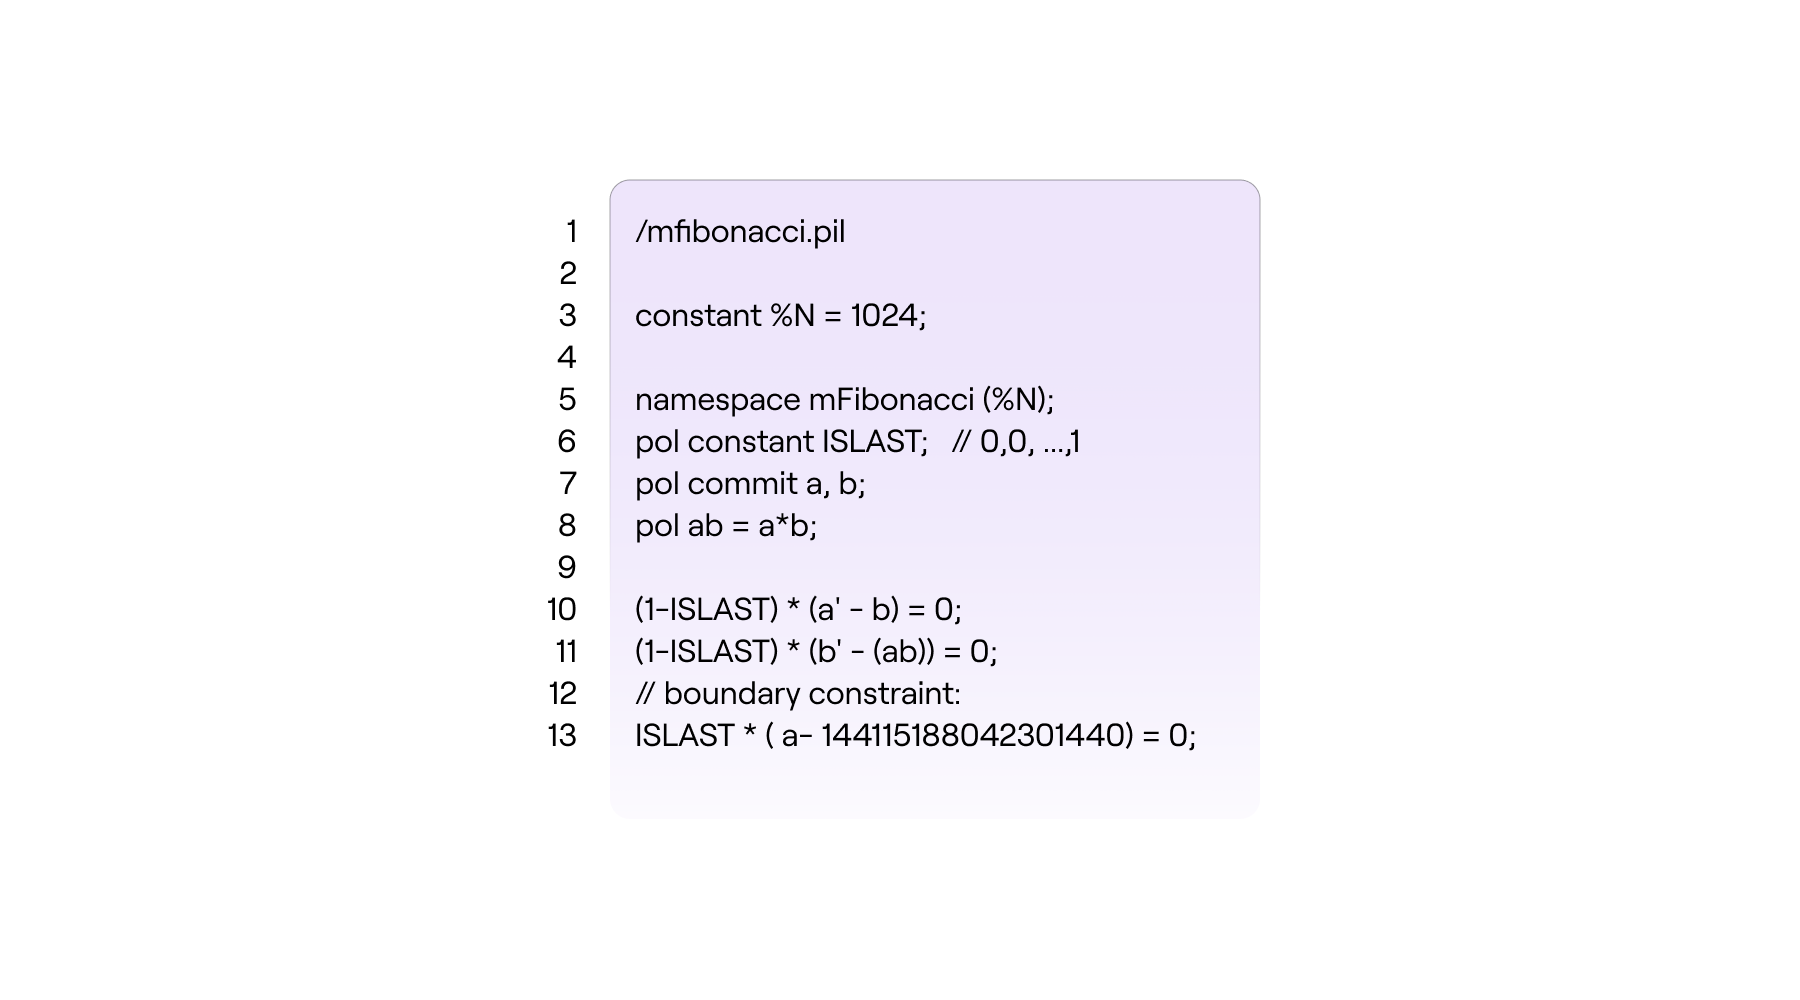 1 /mfibonacci.pil
2
3 constant %N = 1024;
4
5 namespace mFibonacci (%N);
6 pol constant ISLAST; // 0,0, ...,1
7 pol commit a, b;
8 pol ab = a*b;
9
10 (1-ISLAST) * (a' - b) = 0;
11 (1-ISLAST) * (b' - (ab)) = 0;
12 // boundary constraint:
13 ISLAST * ( a- 144115188042301440) = 0;